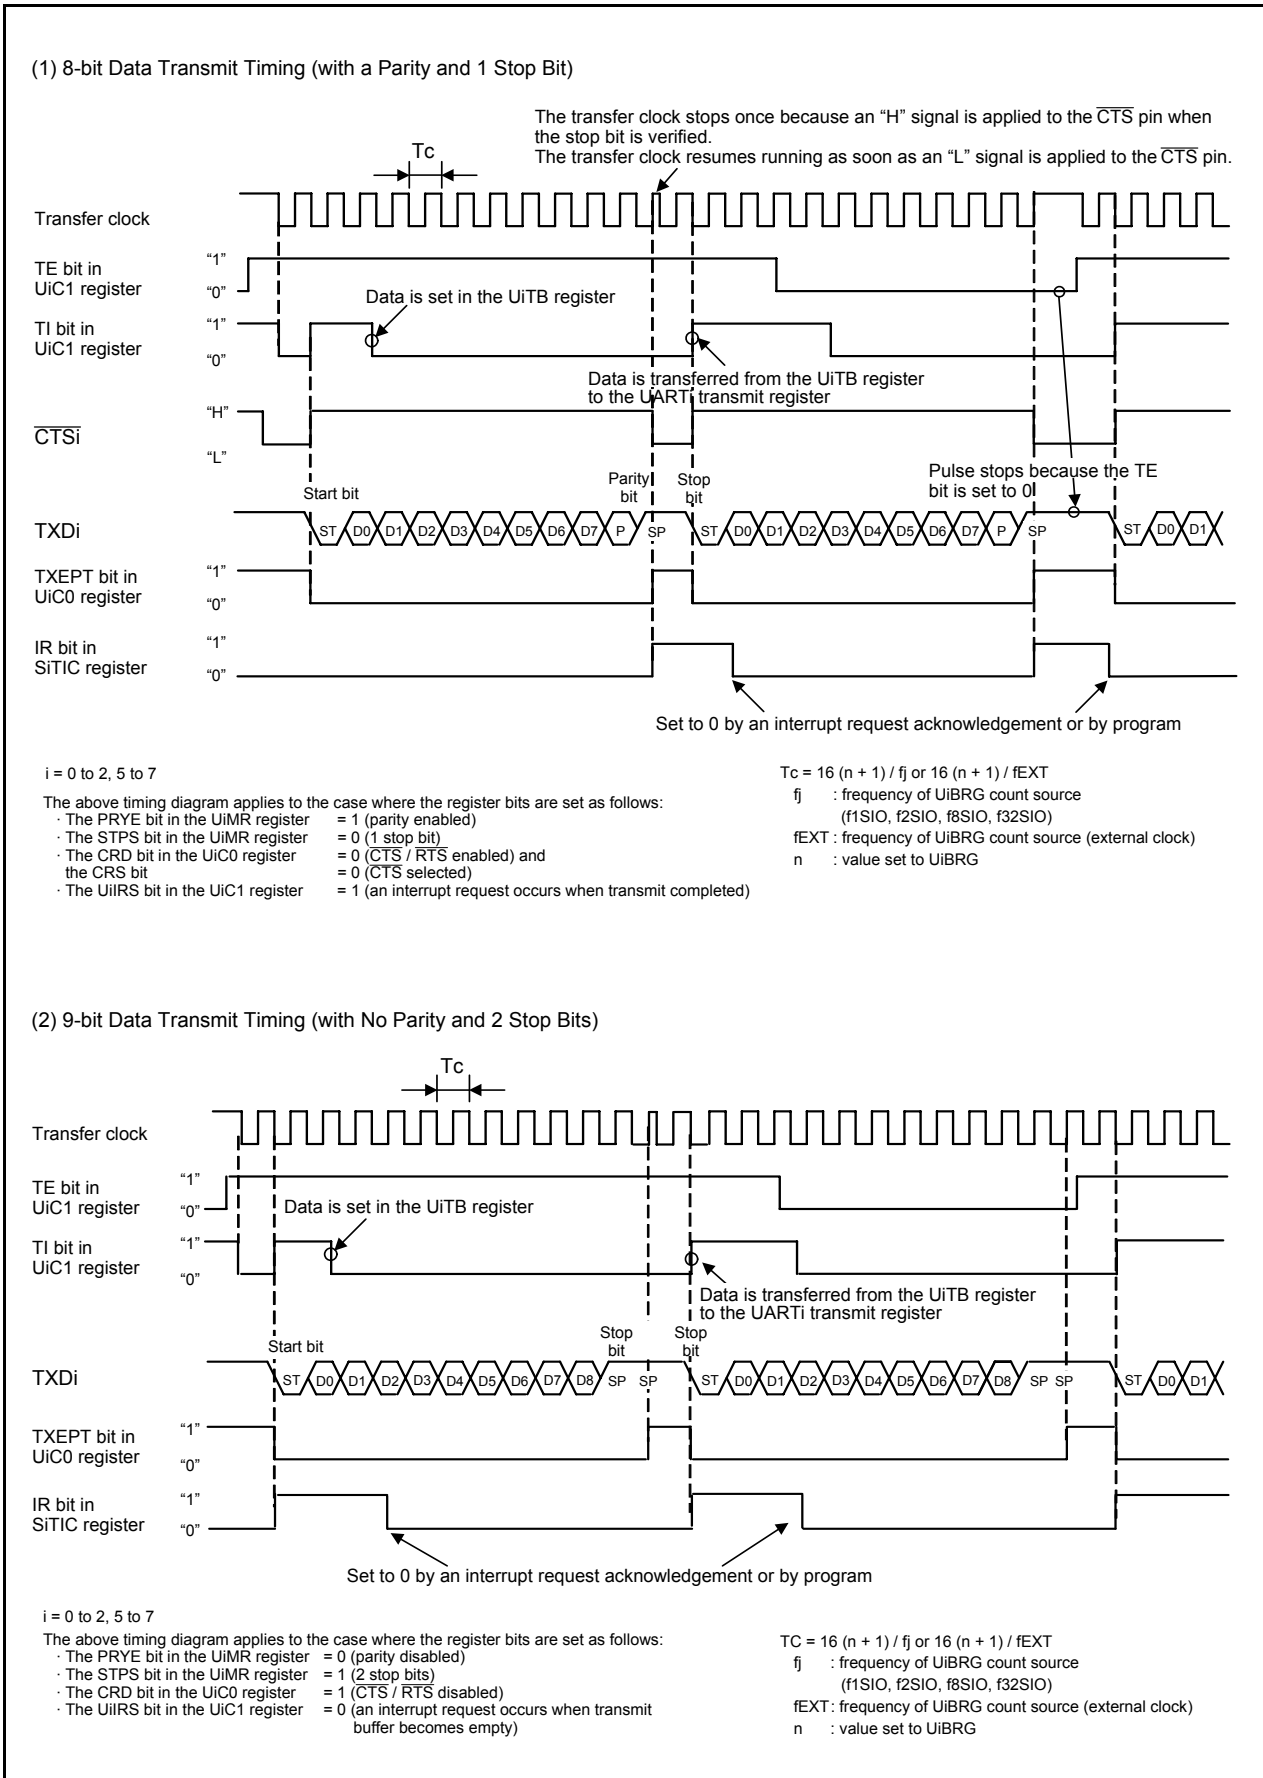 (1) 8-bit Data Transmit Timing (with a Parity and 1 Stop Bit)
The transfer clock stops once because an “H” signal is applied to the CTS pin when
the stop bit is verified.
The transfer clock resumes running as soon as an “L” signal is applied to the CTS pin.
Tc
Transfer clock
TE bit in
UiC1 register
“1”
“0”
Data is set in the UiTB register
TI bit in
UiC1 register
“1”
“0”
Data is transferred from the UiTB register
to the UARTi transmit register
CTSi
“H”
“L”
Pulse stops because the TE
bit is set to 0
Start bit
Parity
bit
Stop
bit
TXDi
ST D0 D1 D2 D3 D4 D5 D6 D7 P SP ST D0 D1 D2 D3 D4 D5 D6 D7 P SP ST D0 D1
TXEPT bit in
UiC0 register
“1”
“0”
IR bit in
SiTIC register
“1”
“0”
Set to 0 by an interrupt request acknowledgement or by program
i = 0 to 2, 5 to 7
The above timing diagram applies to the case where the register bits are set as follows:
· The PRYE bit in the UiMR register = 1 (parity enabled)
· The STPS bit in the UiMR register = 0 (1 stop bit)
· The CRD bit in the UiC0 register = 0 (CTS / RTS enabled) and
the CRS bit = 0 (CTS selected)
· The UiIRS bit in the UiC1 register = 1 (an interrupt request occurs when transmit completed)
Tc = 16 (n + 1) / fj or 16 (n + 1) / fEXT
fj : frequency of UiBRG count source
(f1SIO, f2SIO, f8SIO, f32SIO)
fEXT : frequency of UiBRG count source (external clock)
n : value set to UiBRG
(2) 9-bit Data Transmit Timing (with No Parity and 2 Stop Bits)
Tc
Transfer clock
TE bit in
UiC1 register
“1”
“0”
Data is set in the UiTB register
TI bit in
UiC1 register
“1”
“0”
Data is transferred from the UiTB register
to the UARTi transmit register
Start bit
Stop
bit
Stop
bit
TXDi
ST D0 D1 D2 D3 D4 D5 D6 D7 D8 SP SP ST D0 D1 D2 D3 D4 D5 D6 D7 D8 SP SP ST D0 D1
TXEPT bit in
UiC0 register
“1”
“0”
IR bit in
SiTIC register
“1”
“0”
Set to 0 by an interrupt request acknowledgement or by program
i = 0 to 2, 5 to 7
The above timing diagram applies to the case where the register bits are set as follows:
· The PRYE bit in the UiMR register = 0 (parity disabled)
· The STPS bit in the UiMR register = 1 (2 stop bits)
· The CRD bit in the UiC0 register = 1 (CTS / RTS disabled)
· The UiIRS bit in the UiC1 register = 0 (an interrupt request occurs when transmit
buffer becomes empty)
TC = 16 (n + 1) / fj or 16 (n + 1) / fEXT
fj : frequency of UiBRG count source
(f1SIO, f2SIO, f8SIO, f32SIO)
fEXT : frequency of UiBRG count source (external clock)
n : value set to UiBRG